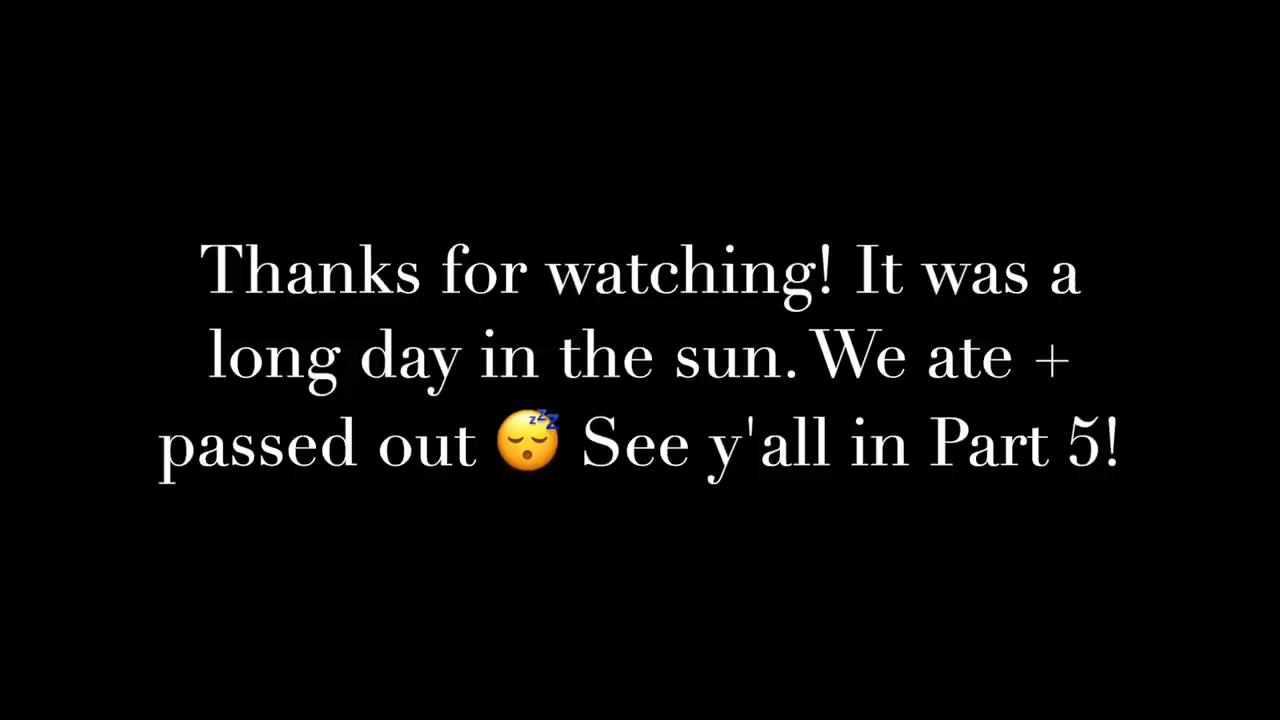 Thanks for watching! It was a
long day in the sun. We ate +
passed out 😴 See y'all in Part 5!